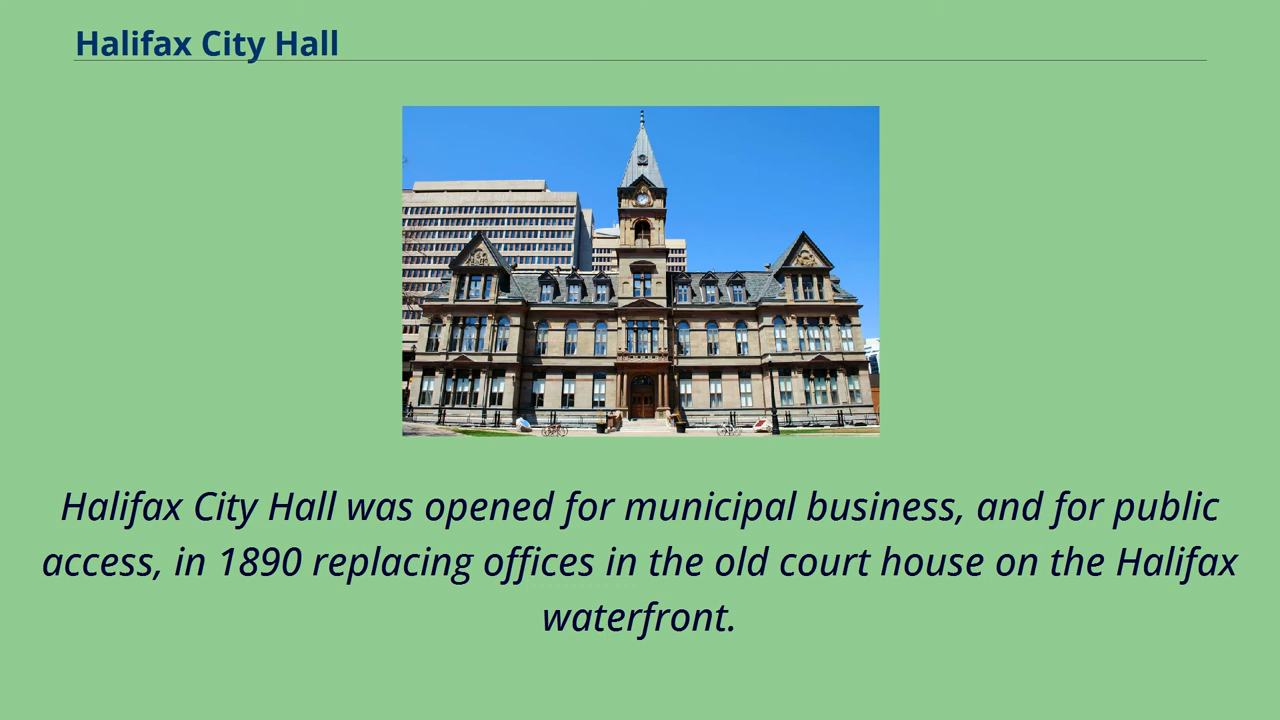 Halifax City Hall
Halifax City Hall was opened for municipal business, and for public
access, in 1890 replacing offices in the old court house on the Halifax
waterfront.